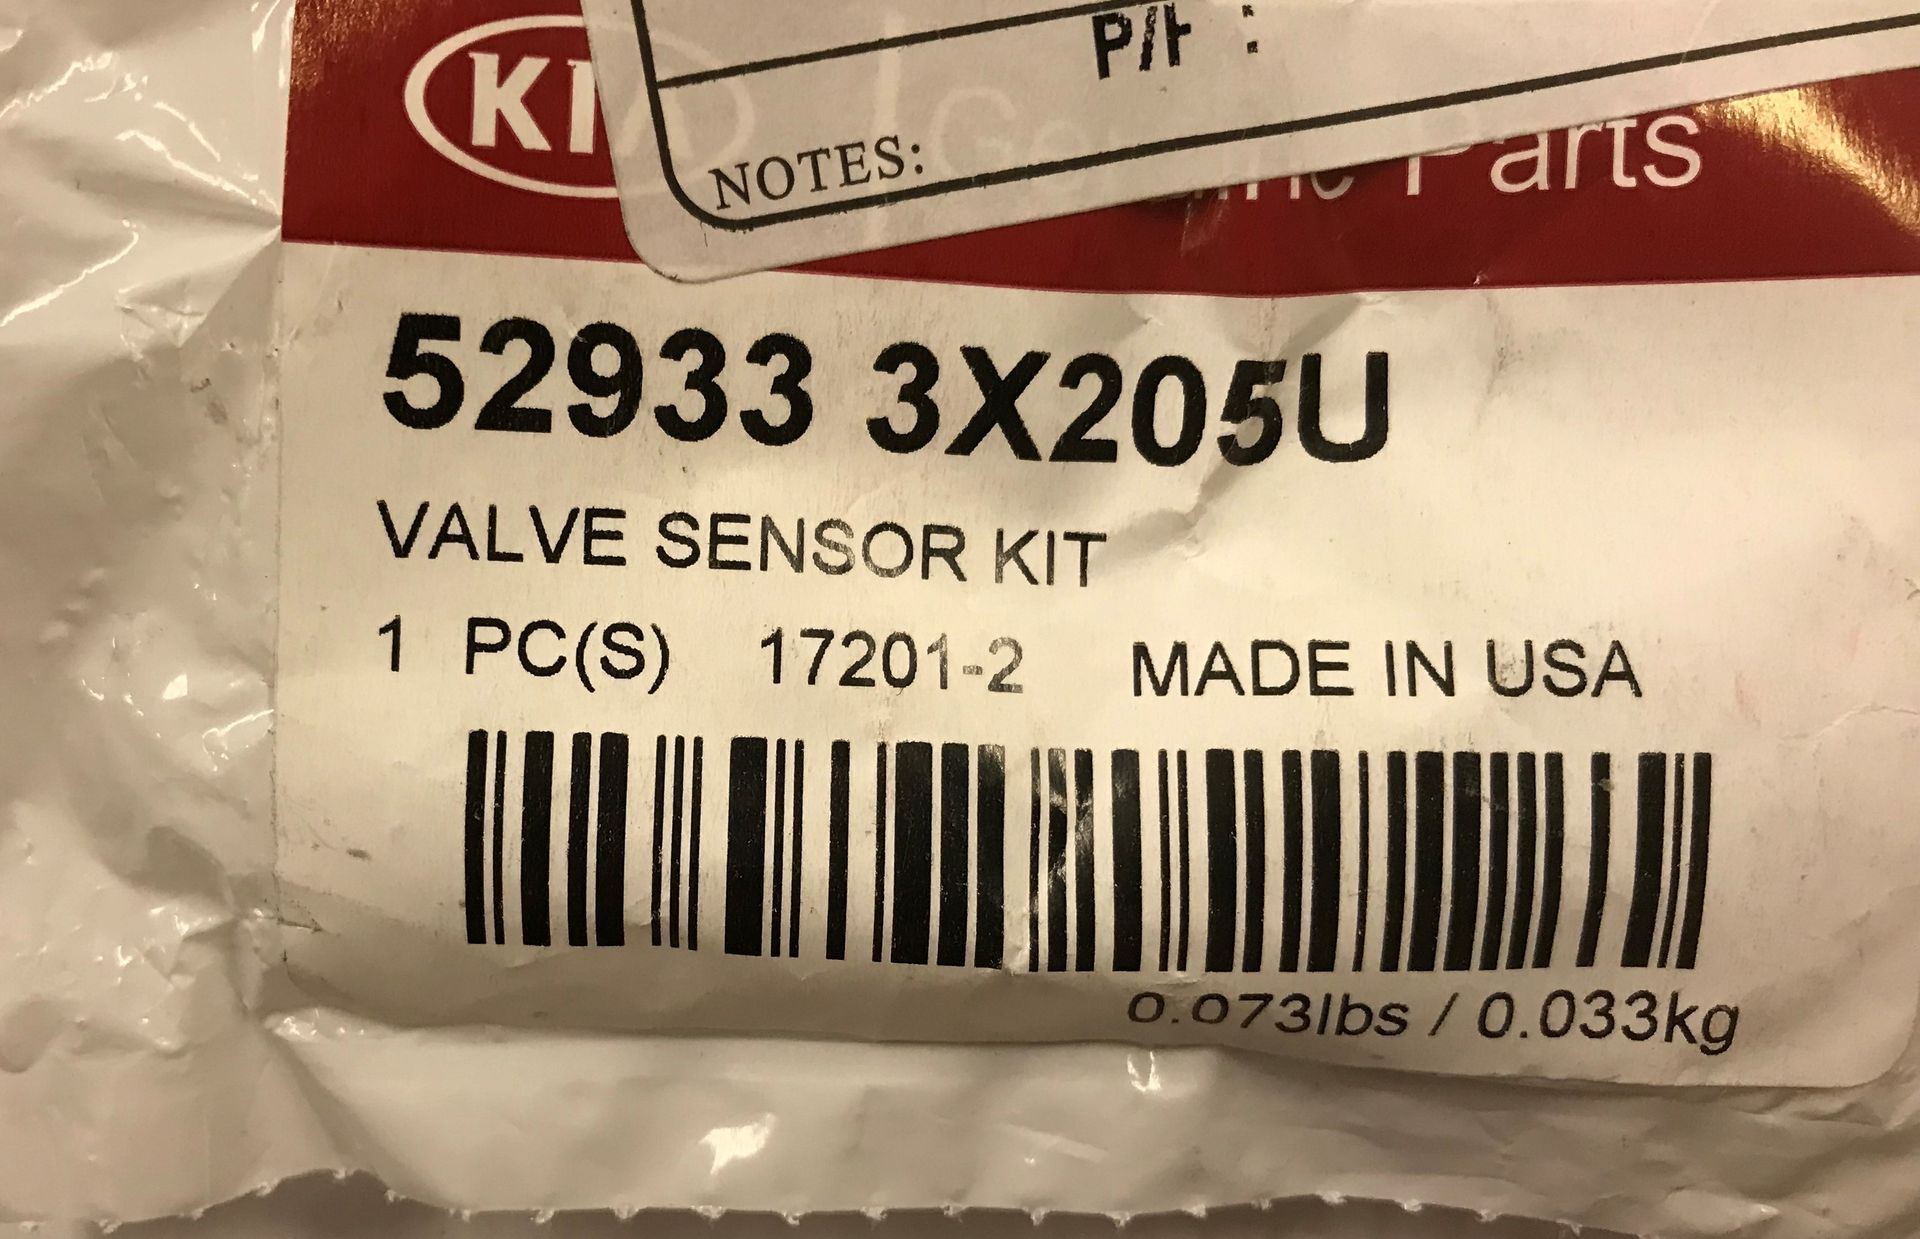 P/
NOTES:
Parts
52933 3X205U
VALVE SENSOR KIT
1 PC(S) 17201-2 MADE IN USA
0.073lbs / 0.033kg